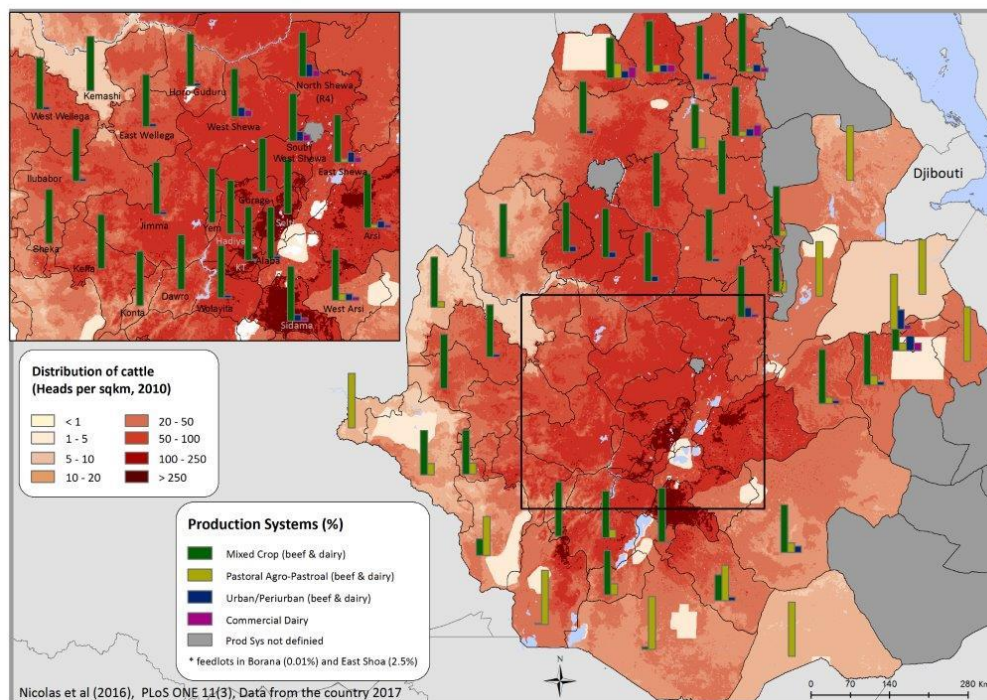 Kemashi
Horo Guduru
North Shewa
(R4)
West Wellega
East Wellega
West Shewa
South
West Shewa
East Shewa
Ilubabor
Gurage
Jimma
Yem
Selti
Arsi
Sheka
Hadiya
Keffa
Alaba
Dawro
Konta
Wolayita
West Arsi
Sidama
Djibouti
Distribution of cattle
(Heads per sqkm, 2010)
< 1
20 - 50
1 - 5
50 - 100
5 - 10
100 - 250
10 - 20
> 250
Production Systems (%)
Mixed Crop (beef & dairy)
Pastoral Agro-Pastroal (beef & dairy)
Urban/Periurban (beef & dairy)
Commercial Dairy
Prod Sys not definied
* feedlots in Borana (0.01%) and East Shoa (2.5%)
N
0 70 140 280 Km
Nicolas et al (2016), PLoS ONE 11(3), Data from the country 2017